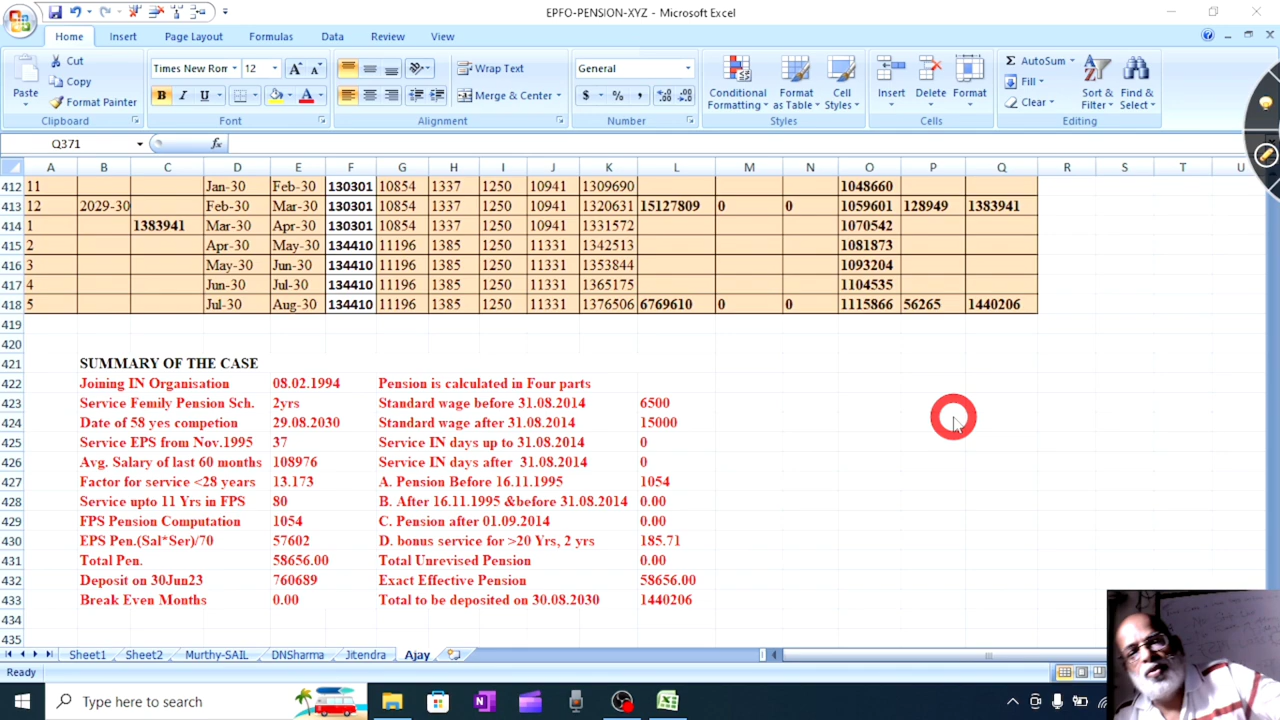 EPFO-PENSION-XYZ - Microsoft Excel
Home Insert Page Layout Formulas Data Review View
Paste Cut Copy Format Painter Clipboard
Times New Rom 12 B I U Font
Wrap Text Merge & Center Alignment
General $ % , Number
Conditional Formatting Format as Table Cell Styles Styles
Insert Delete Format Cells
Σ AutoSum Fill Clear Sort & Filter Find & Select Editing
Q371 fx
A B C D E F G H I J K L M N O P Q R S T U
412 11 Jan-30 Feb-30 130301 10854 1337 1250 10941 1309690 1048660
413 12 2029-30 Feb-30 Mar-30 130301 10854 1337 1250 10941 1320631 15127809 0 0 1059601 128949 1383941
414 1 1383941 Mar-30 Apr-30 130301 10854 1337 1250 10941 1331572 1070542
415 2 Apr-30 May-30 134410 11196 1385 1250 11331 1342513 1081873
416 3 May-30 Jun-30 134410 11196 1385 1250 11331 1353844 1093204
417 4 Jun-30 Jul-30 134410 11196 1385 1250 11331 1365175 1104535
418 5 Jul-30 Aug-30 134410 11196 1385 1250 11331 1376506 6769610 0 0 1115866 56265 1440206
419
420
421 SUMMARY OF THE CASE
422 Joining IN Organisation 08.02.1994 Pension is calculated in Four parts
423 Service Femily Pension Sch. 2yrs Standard wage before 31.08.2014 6500
424 Date of 58 yes competion 29.08.2030 Standard wage after 31.08.2014 15000
425 Service EPS from Nov.1995 37 Service IN days up to 31.08.2014 0
426 Avg. Salary of last 60 months 108976 Service IN days after 31.08.2014 0
427 Factor for service <28 years 13.173 A. Pension Before 16.11.1995 1054
428 Service upto 11 Yrs in FPS 80 B. After 16.11.1995 &before 31.08.2014 0.00
429 FPS Pension Computation 1054 C. Pension after 01.09.2014 0.00
430 EPS Pen.(Sal*Ser)/70 57602 D. bonus service for >20 Yrs, 2 yrs 185.71
431 Total Pen. 58656.00 Total Unrevised Pension 0.00
432 Deposit on 30Jun23 760689 Exact Effective Pension 58656.00
433 Break Even Months 0.00 Total to be deposited on 30.08.2030 1440206
434
435
Sheet1 Sheet2 Murthy-SAIL DNSharma Jitendra Ajay
Ready
Type here to search